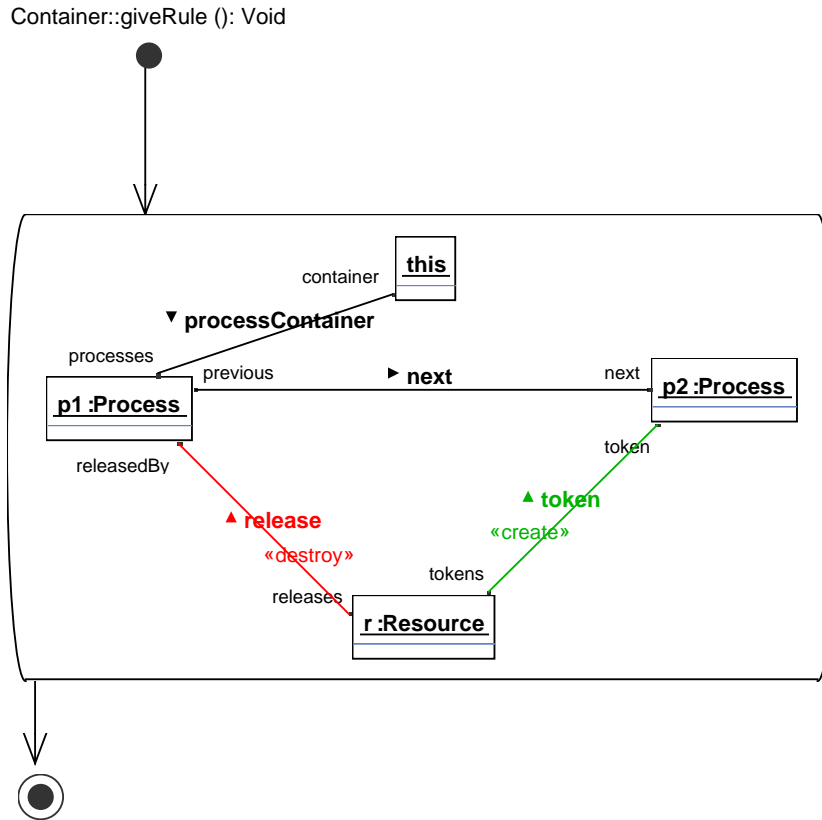 Container::giveRule (): Void
this
container
▼ processContainer
processes
previous
► next
next
p1 :Process
p2 :Process
releasedBy
token
▲ release
▲ token
«destroy»
«create»
releases
tokens
r :Resource